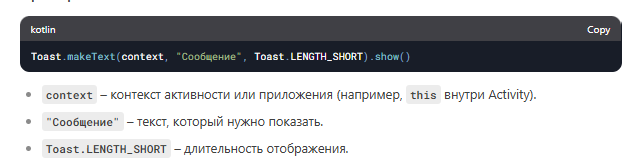 kotlin Copy
Toast.makeText(context, "Сообщение", Toast.LENGTH_SHORT).show()
context – контекст активности или приложения (например, this внутри Activity).
"Сообщение" – текст, который нужно показать.
Toast.LENGTH_SHORT – длительность отображения.